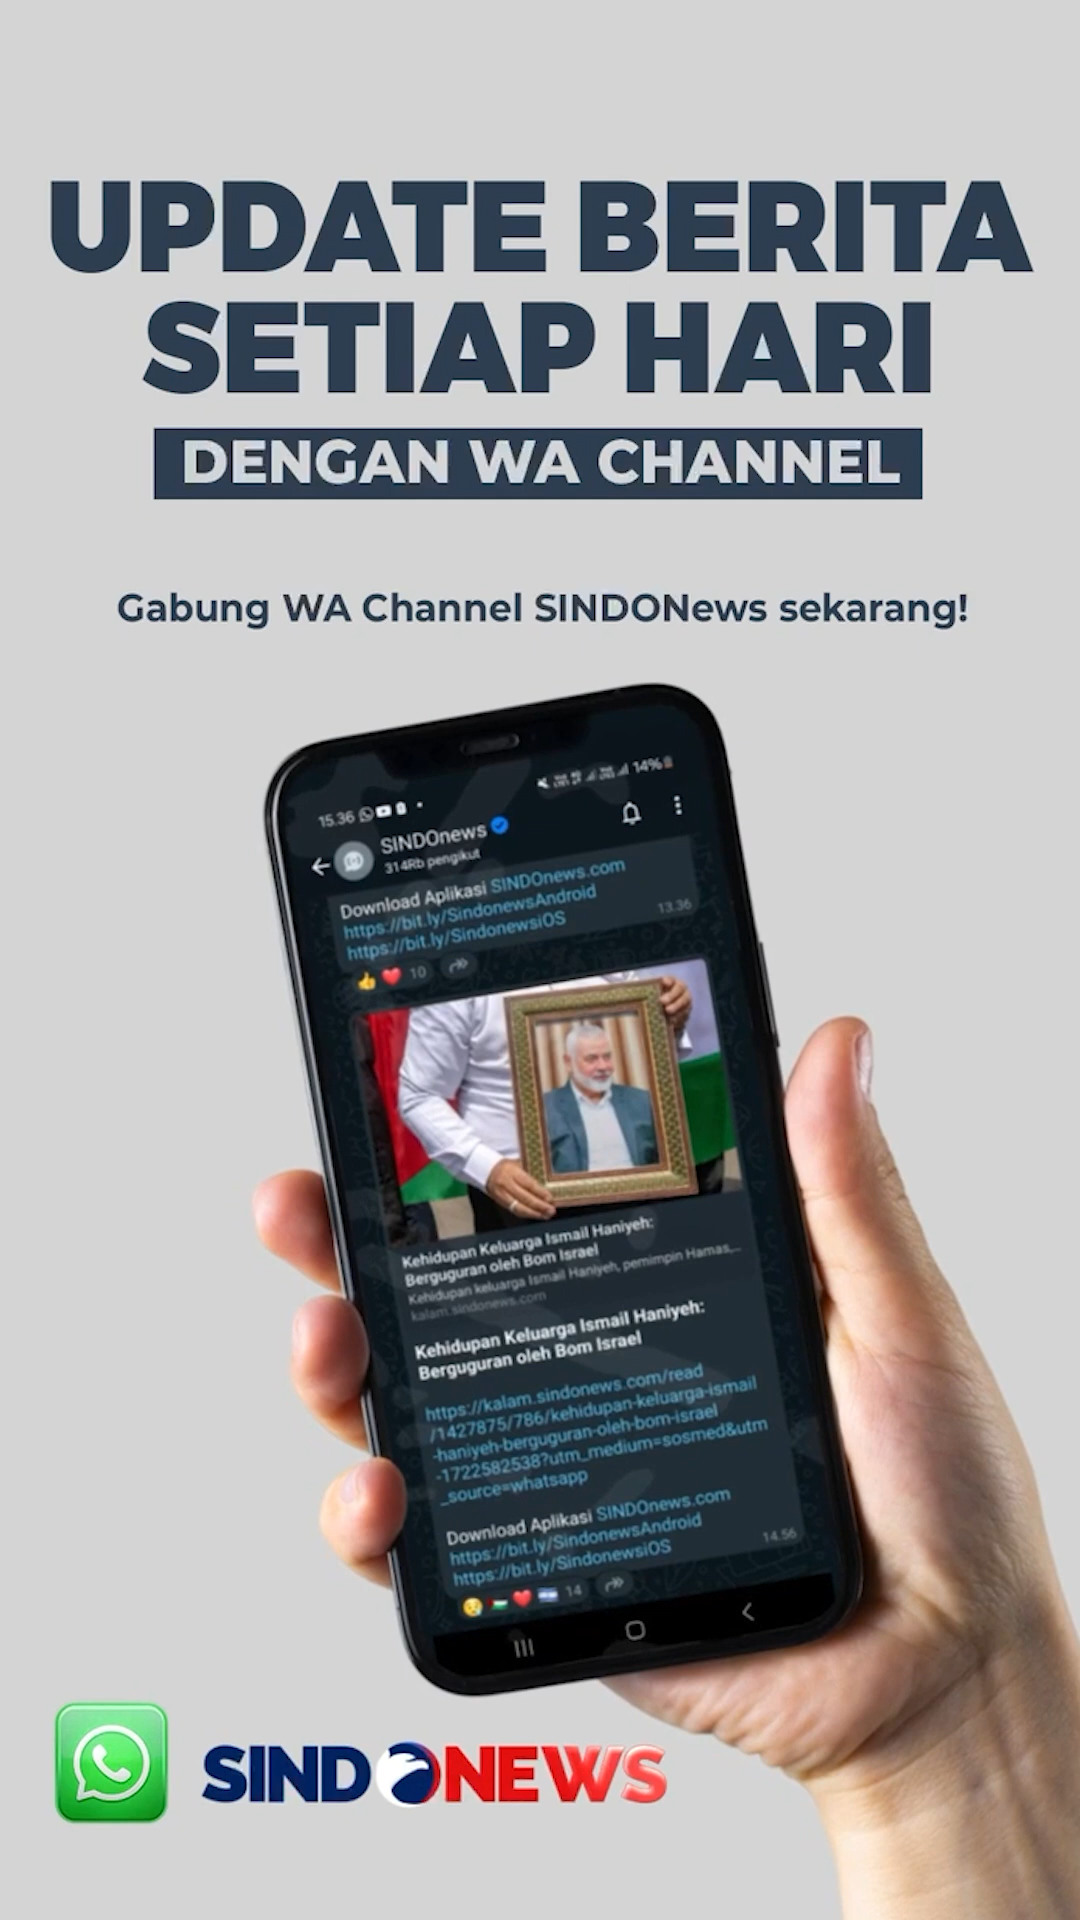 UPDATE BERITA
SETIAP HARI
DENGAN WA CHANNEL
Gabung WA Channel SINDONews sekarang!
15.36
14%
SINDOnews
314Rb pengikut
Download Aplikasi SINDOnews.com
https://bit.ly/SindonewsAndroid
https://bit.ly/SindonewsiOS
13.36
10
Kehidupan Keluarga Ismail Haniyeh:
Berguguran oleh Bom Israel
Kehidupan keluarga Ismail Haniyeh, pemimpin Hamas,...
kalam.sindonews.com
Kehidupan Keluarga Ismail Haniyeh:
Berguguran oleh Bom Israel
https://kalam.sindonews.com/read
/1427875/786/kehidupan-keluarga-ismail
-haniyeh-berguguran-oleh-bom-israel
-1722582538?utm_medium=sosmed&utm
_source=whatsapp
Download Aplikasi SINDOnews.com
https://bit.ly/SindonewsAndroid
https://bit.ly/SindonewsiOS
14.56
14
SINDONEWS